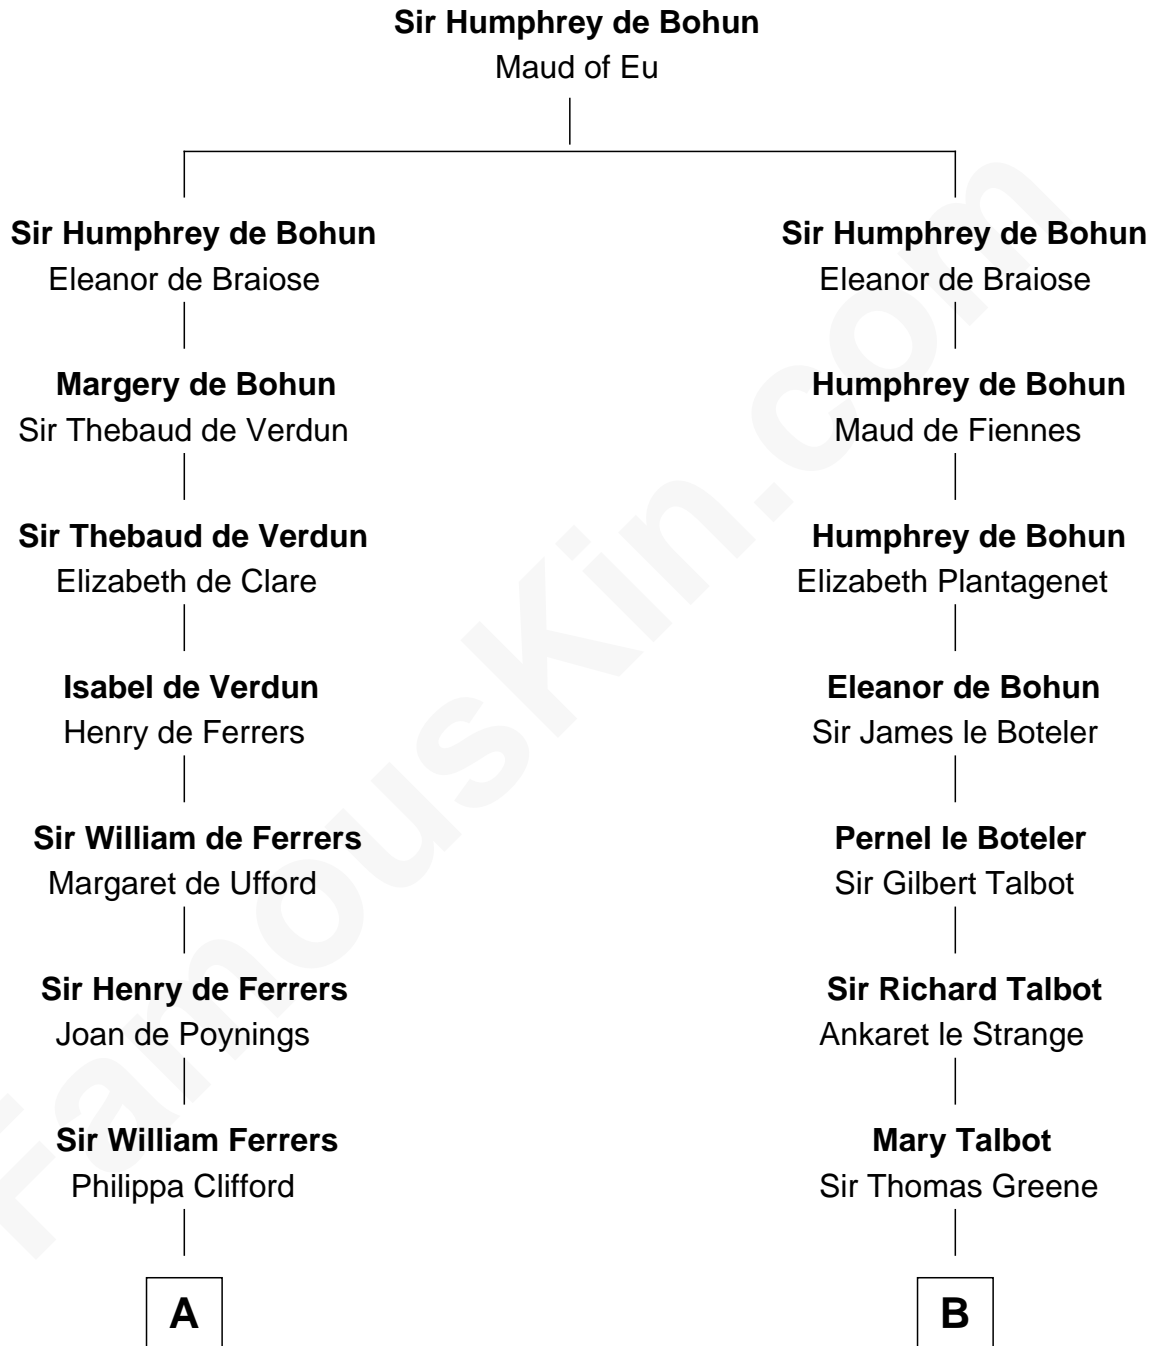 Sir Humphrey de Bohun
Maud of Eu
Sir Humphrey de Bohun
Eleanor de Braiose
Margery de Bohun
Sir Thebaud de Verdun
Sir Thebaud de Verdun
Elizabeth de Clare
Isabel de Verdun
Henry de Ferrers
Sir William de Ferrers
Margaret de Ufford
Sir Henry de Ferrers
Joan de Poynings
Sir William Ferrers
Philippa Clifford
A
Sir Humphrey de Bohun
Eleanor de Braiose
Humphrey de Bohun
Maud de Fiennes
Humphrey de Bohun
Elizabeth Plantagenet
Eleanor de Bohun
Sir James le Boteler
Pernel le Boteler
Sir Gilbert Talbot
Sir Richard Talbot
Ankaret le Strange
Mary Talbot
Sir Thomas Greene
B
FamousKin.com